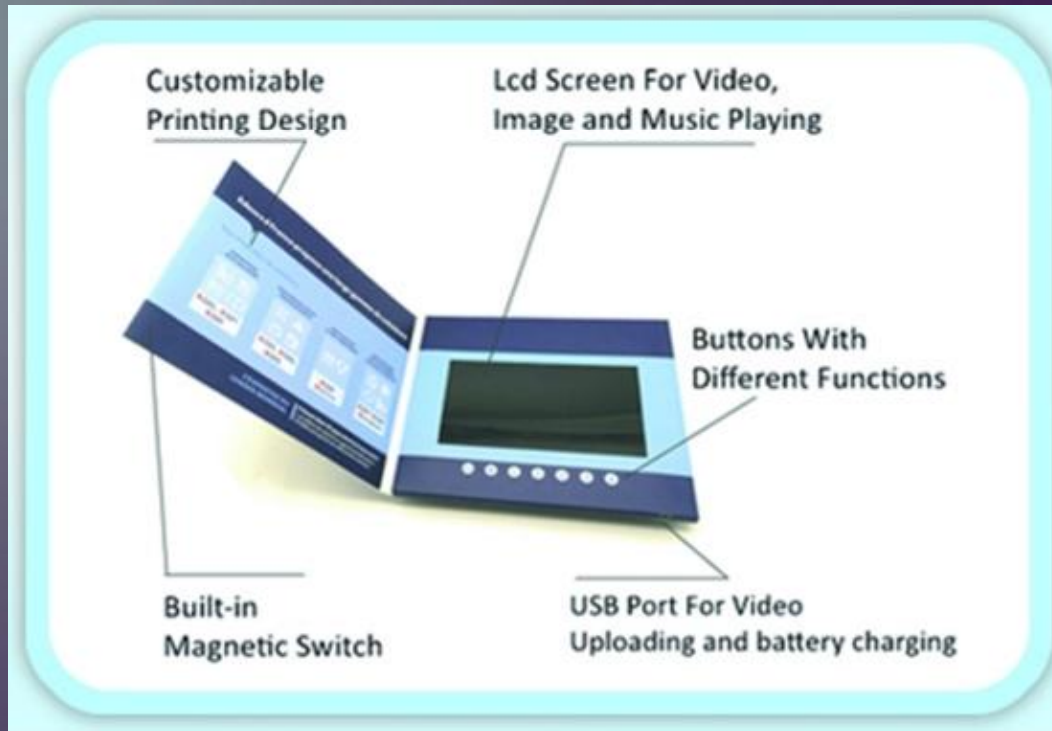 Customizable
Printing Design
Lcd Screen For Video,
Image and Music Playing
Buttons With
Different Functions
Built-in
Magnetic Switch
USB Port For Video
Uploading and battery charging